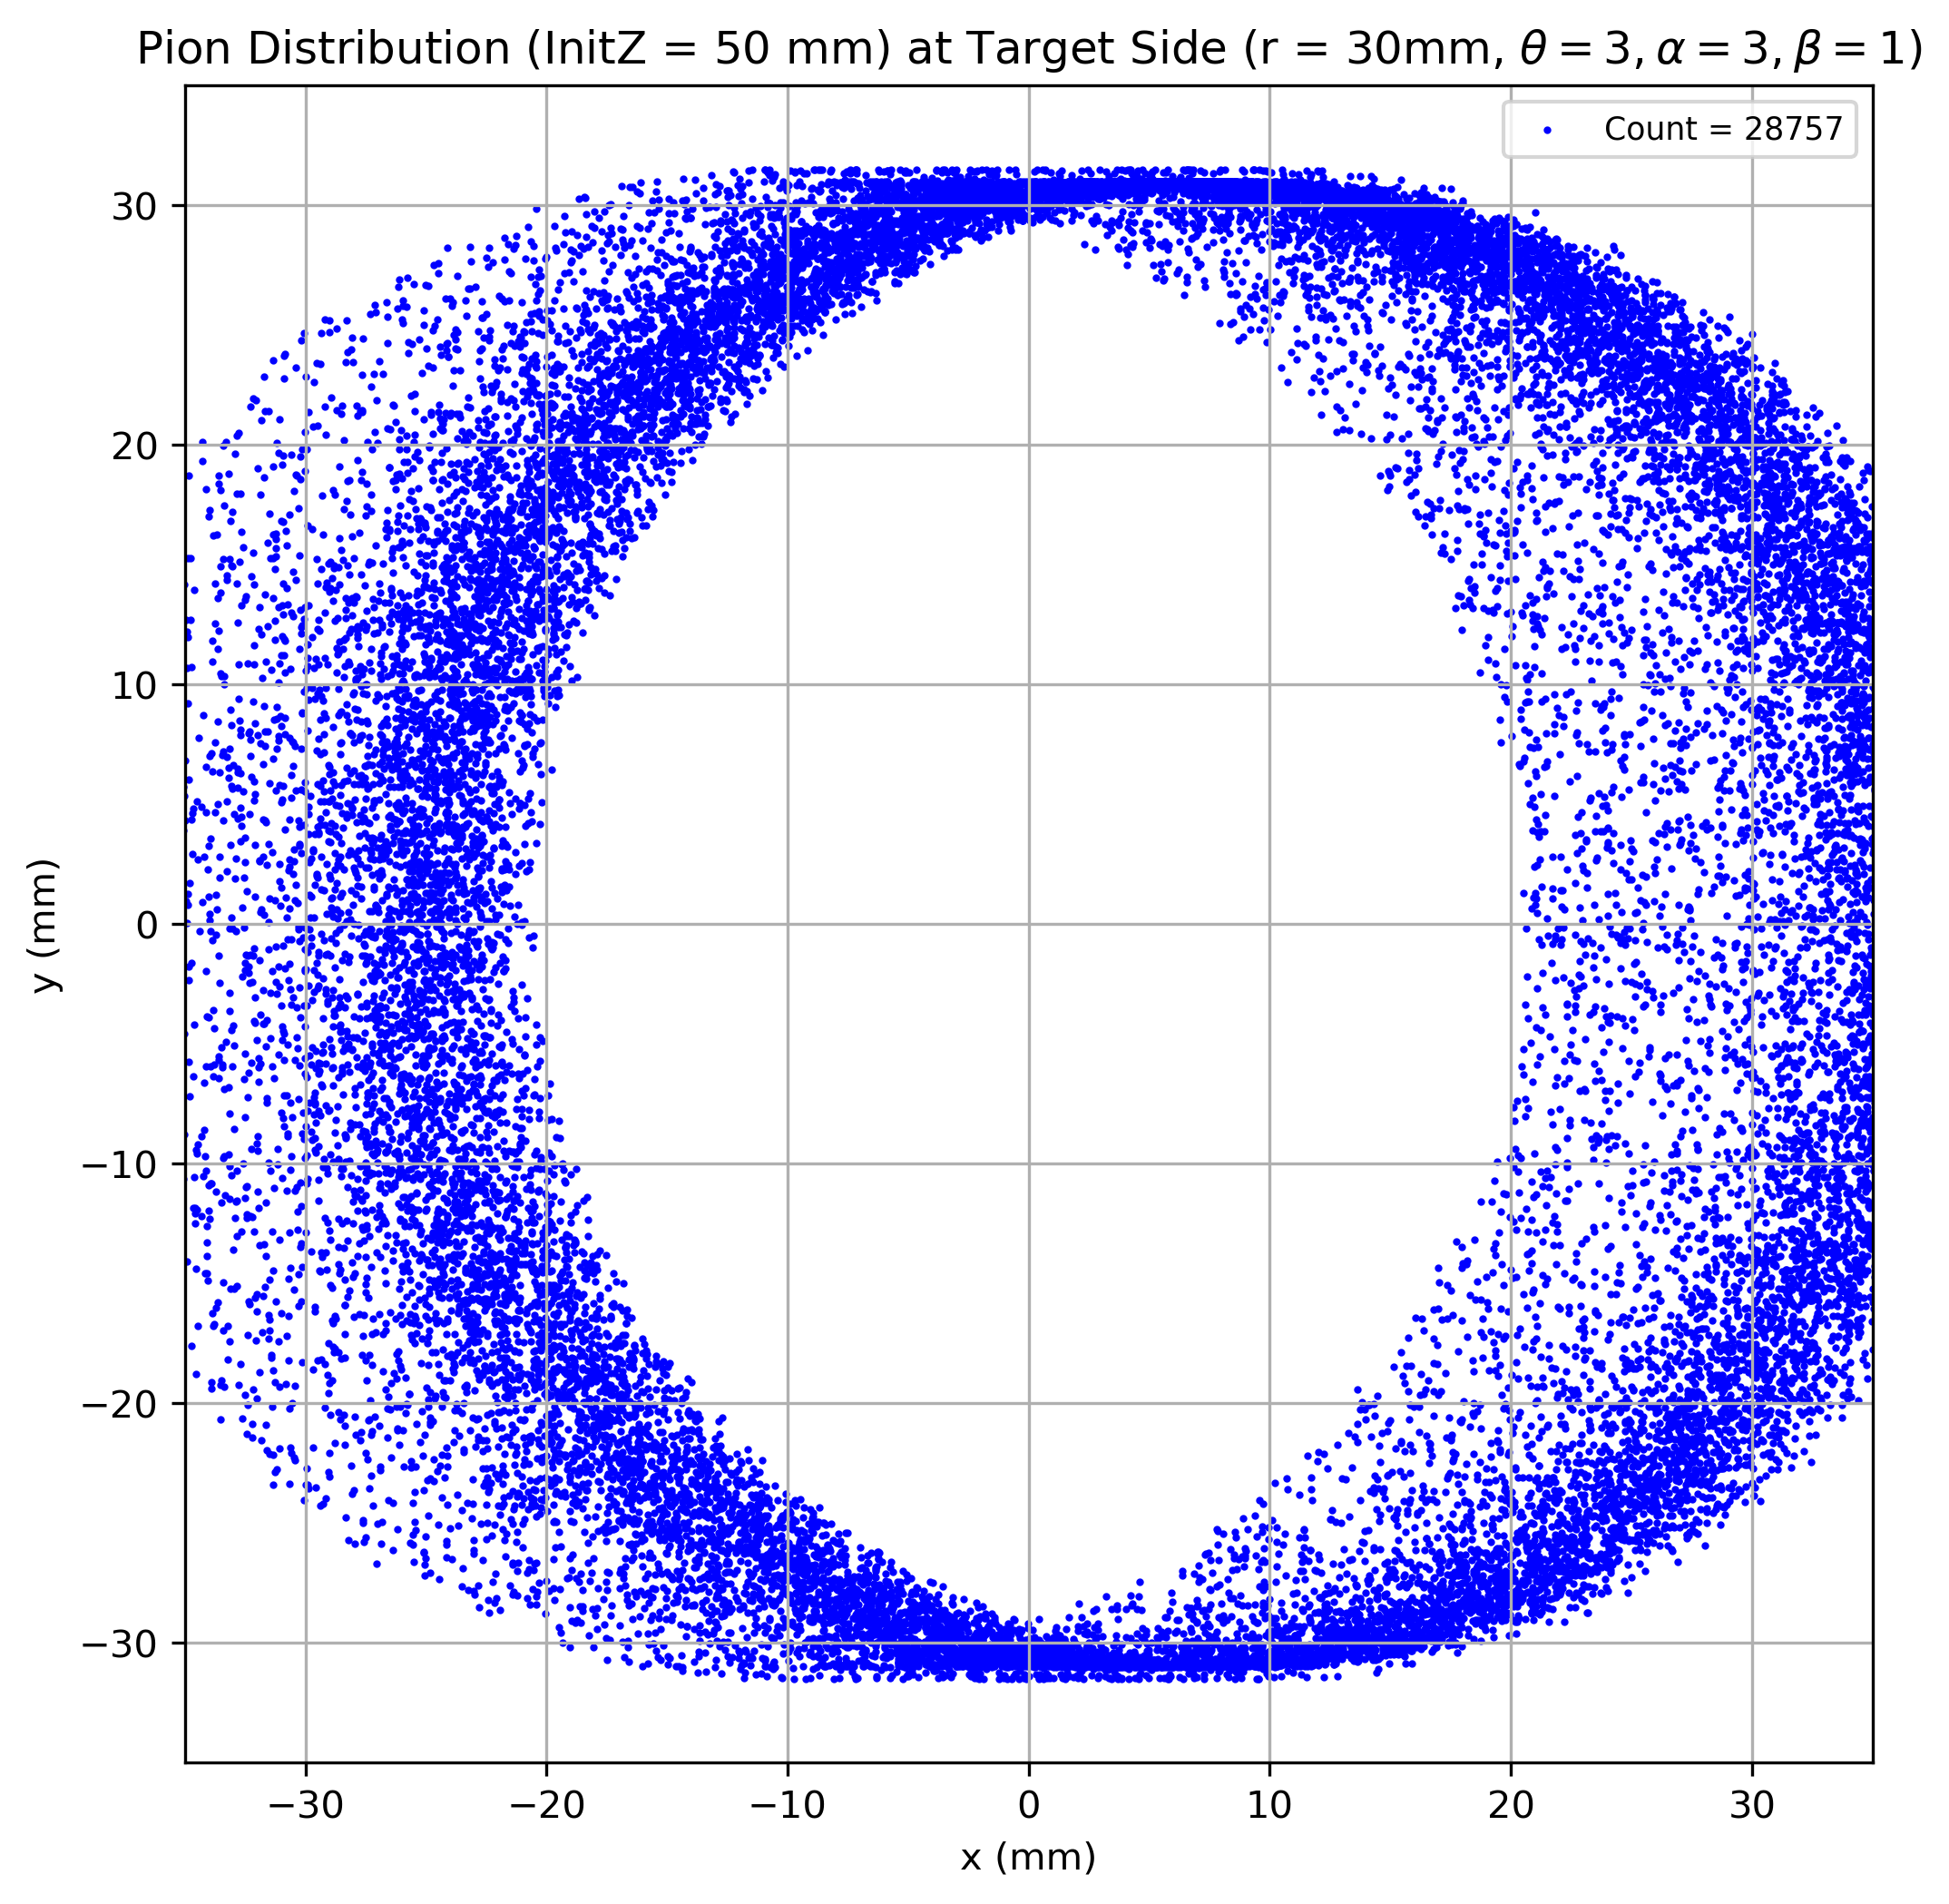 Pion Distribution (InitZ = 50 mm) at Target Side (r = 30mm, θ = 3, α = 3, β = 1)
Count = 28757
30
20
10
0
−10
−20
−30
y (mm)
−30 −20 −10 0 10 20 30
x (mm)